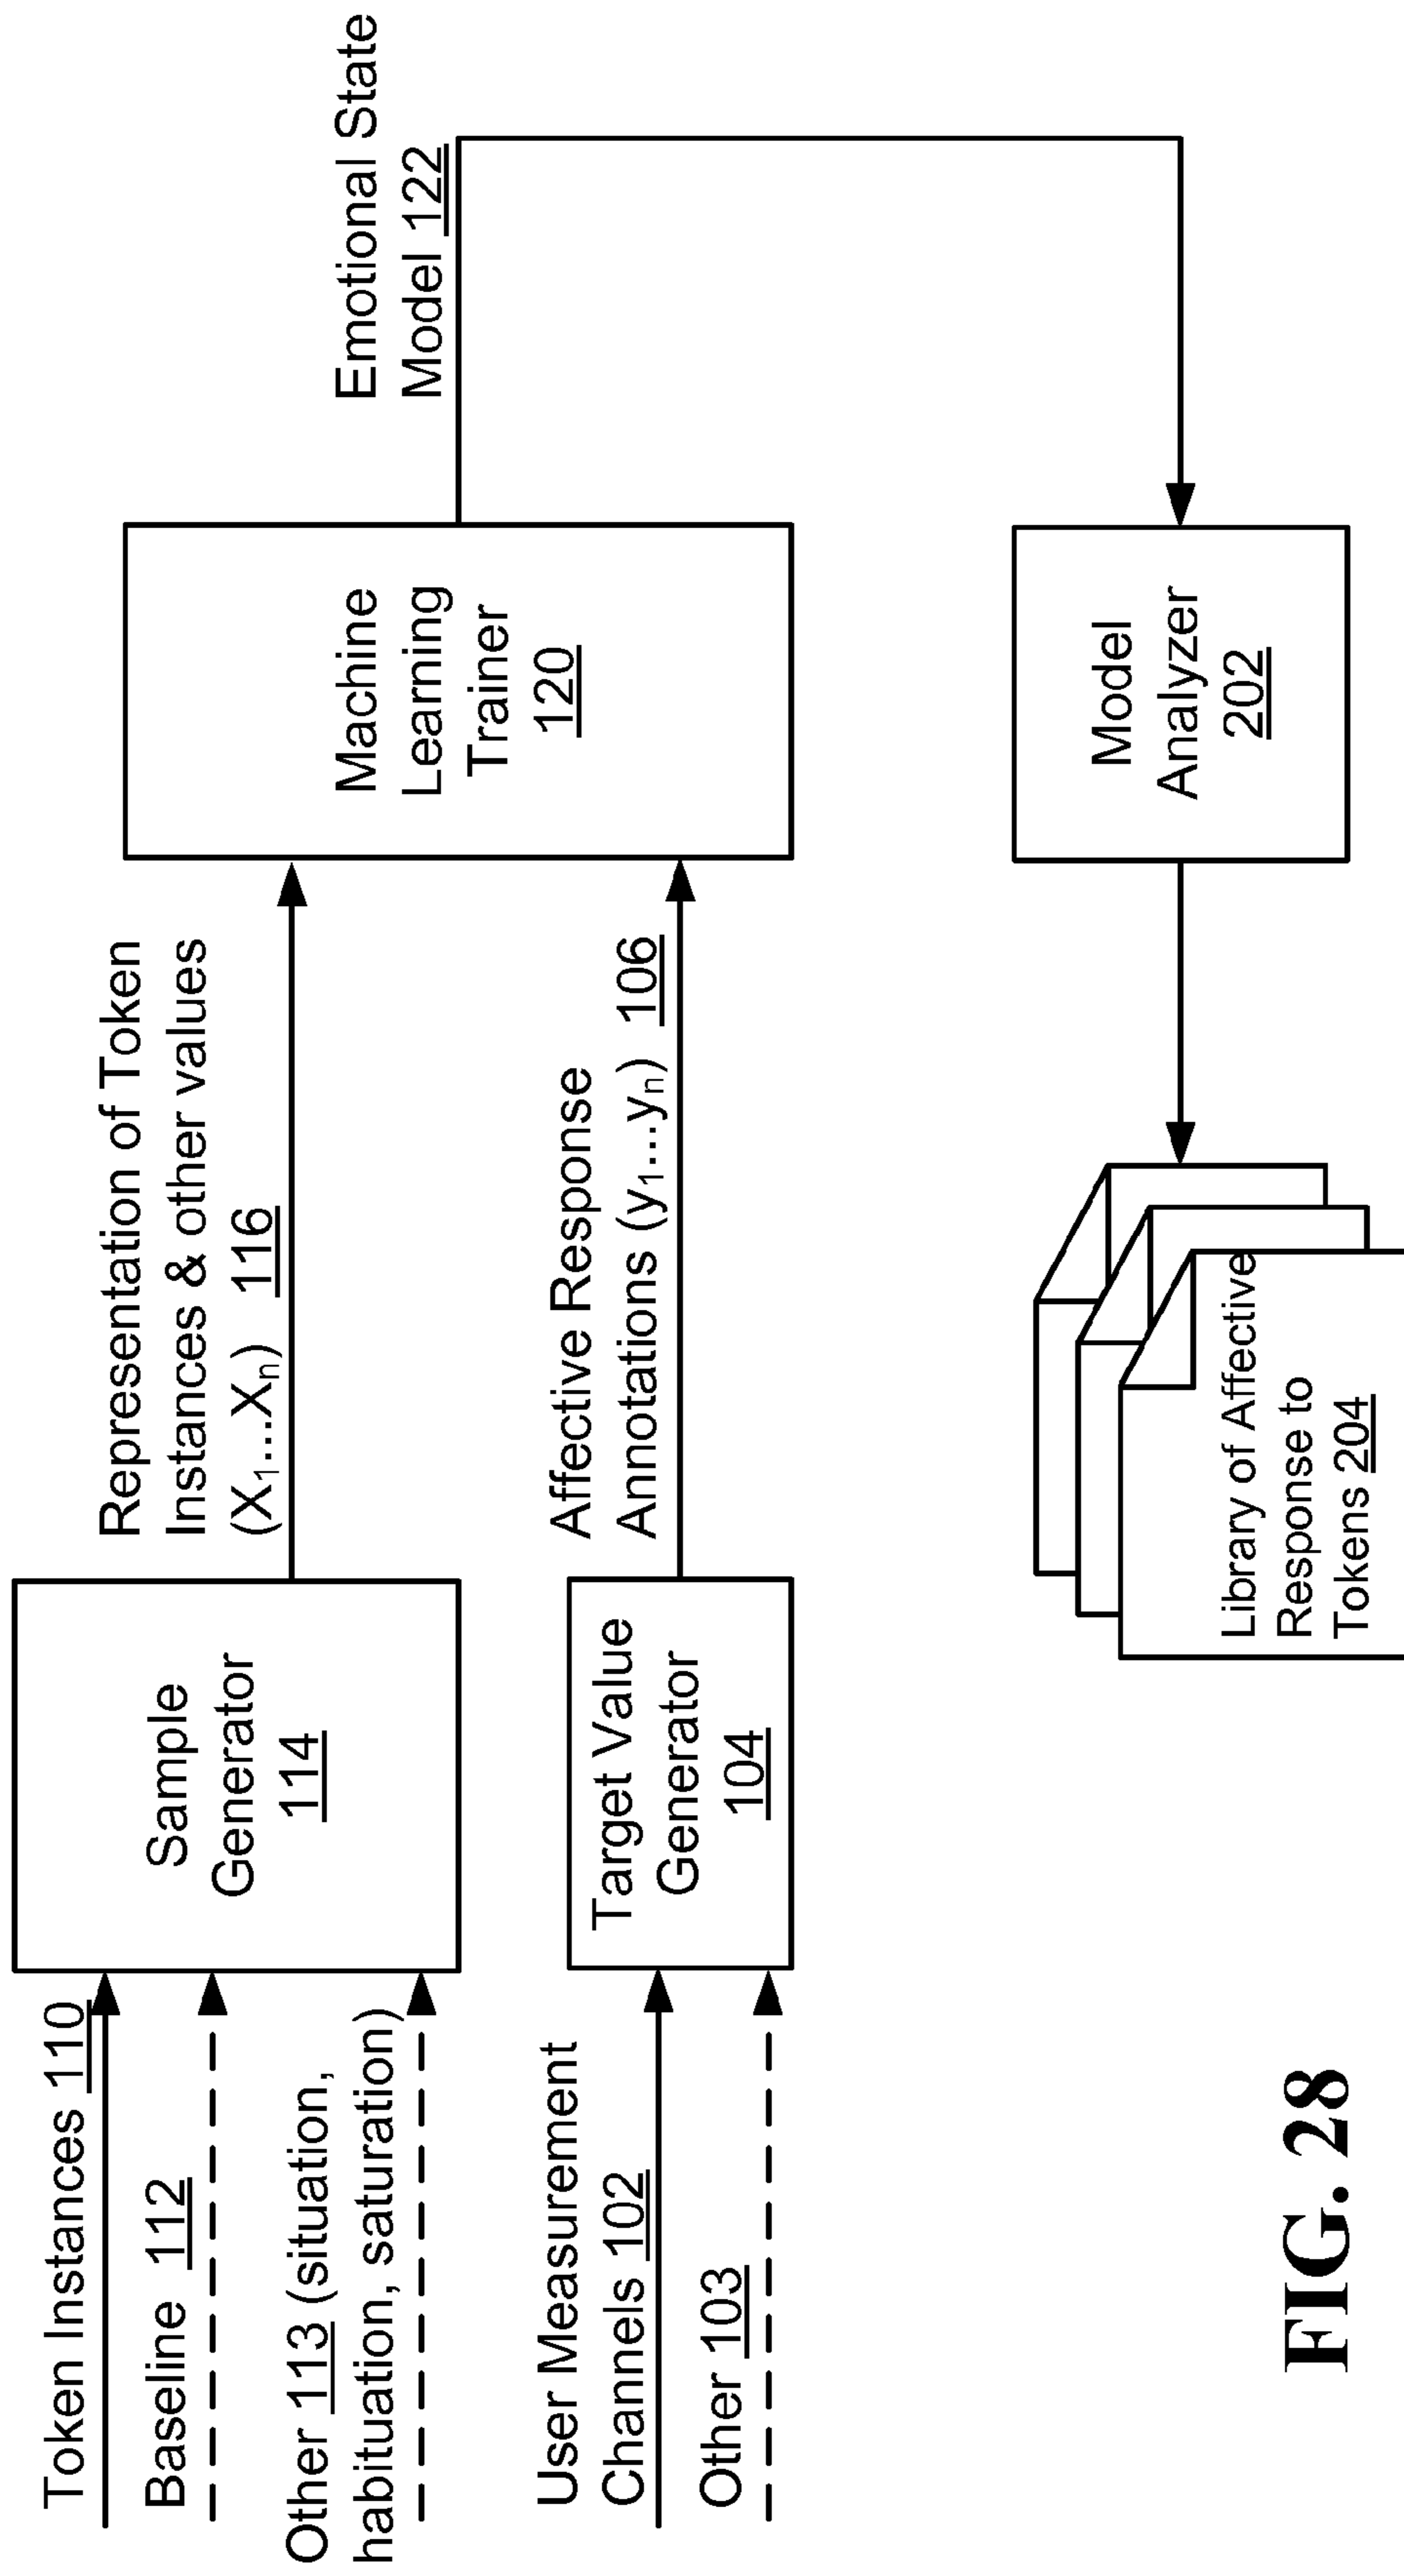 Token Instances 110
Baseline 112
Other 113 (situation,
habituation, saturation)
Sample
Generator
114
Representation of Token
Instances & other values
(X₁...Xₙ) 116
User Measurement
Channels 102
Other 103
Target Value
Generator
104
Affective Response
Annotations (y₁...yₙ) 106
Machine
Learning
Trainer
120
Emotional State
Model 122
Model
Analyzer
202
Library of Affective
Response to
Tokens 204
FIG. 28